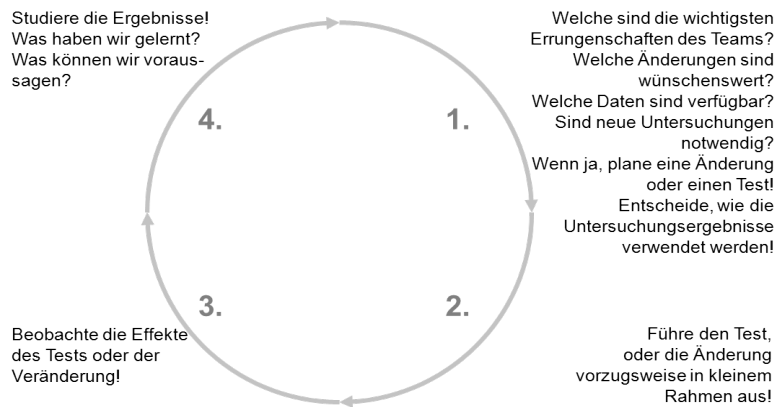 Studiere die Ergebnisse!
Was haben wir gelernt?
Was können wir voraus-
sagen?
4.
1.
Welche sind die wichtigsten
Errungenschaften des Teams?
Welche Änderungen sind
wünschenswert?
Welche Daten sind verfügbar?
Sind neue Untersuchungen
notwendig?
Wenn ja, plane eine Änderung
oder einen Test!
Entscheide, wie die
Untersuchungsergebnisse
verwendet werden!
3.
2.
Beobachte die Effekte
des Tests oder der
Veränderung!
Führe den Test,
oder die Änderung
vorzugsweise in kleinem
Rahmen aus!